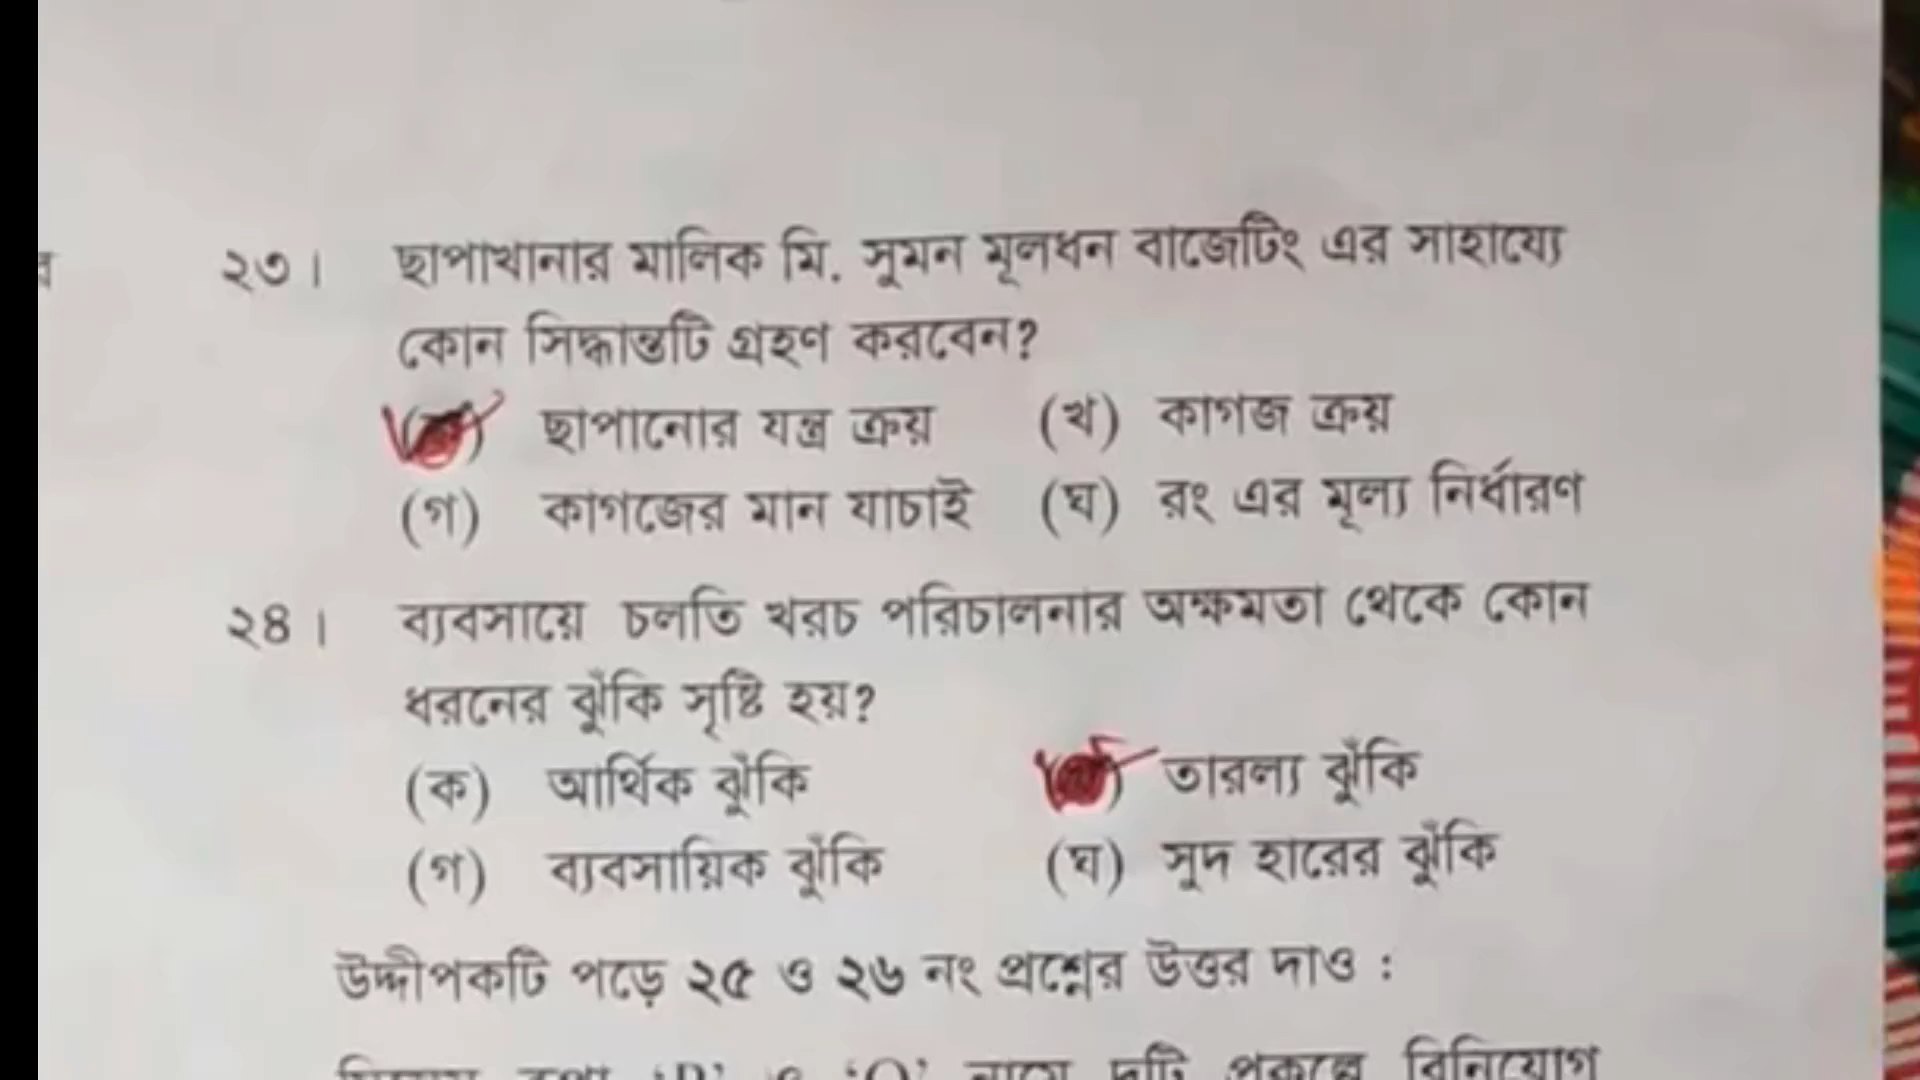 ২৩। ছাপাখানার মালিক মি. সুমন মূলধন বাজেটিং এর সাহায্যে
কোন সিদ্ধান্তটি গ্রহণ করবেন?
ছাপানোর যন্ত্র ক্রয় (খ) কাগজ ক্রয়
(গ) কাগজের মান যাচাই (ঘ) রং এর মূল্য নির্ধারণ
২৪। ব্যবসায়ে চলতি খরচ পরিচালনার অক্ষমতা থেকে কোন
ধরনের ঝুঁকি সৃষ্টি হয়?
(ক) আর্থিক ঝুঁকি তারল্য ঝুঁকি
(গ) ব্যবসায়িক ঝুঁকি (ঘ) সুদ হারের ঝুঁকি
উদ্দীপকটি পড়ে ২৫ ও ২৬ নং প্রশ্নের উত্তর দাও :
নামে দুটি প্রকল্পে বিনিয়োগ